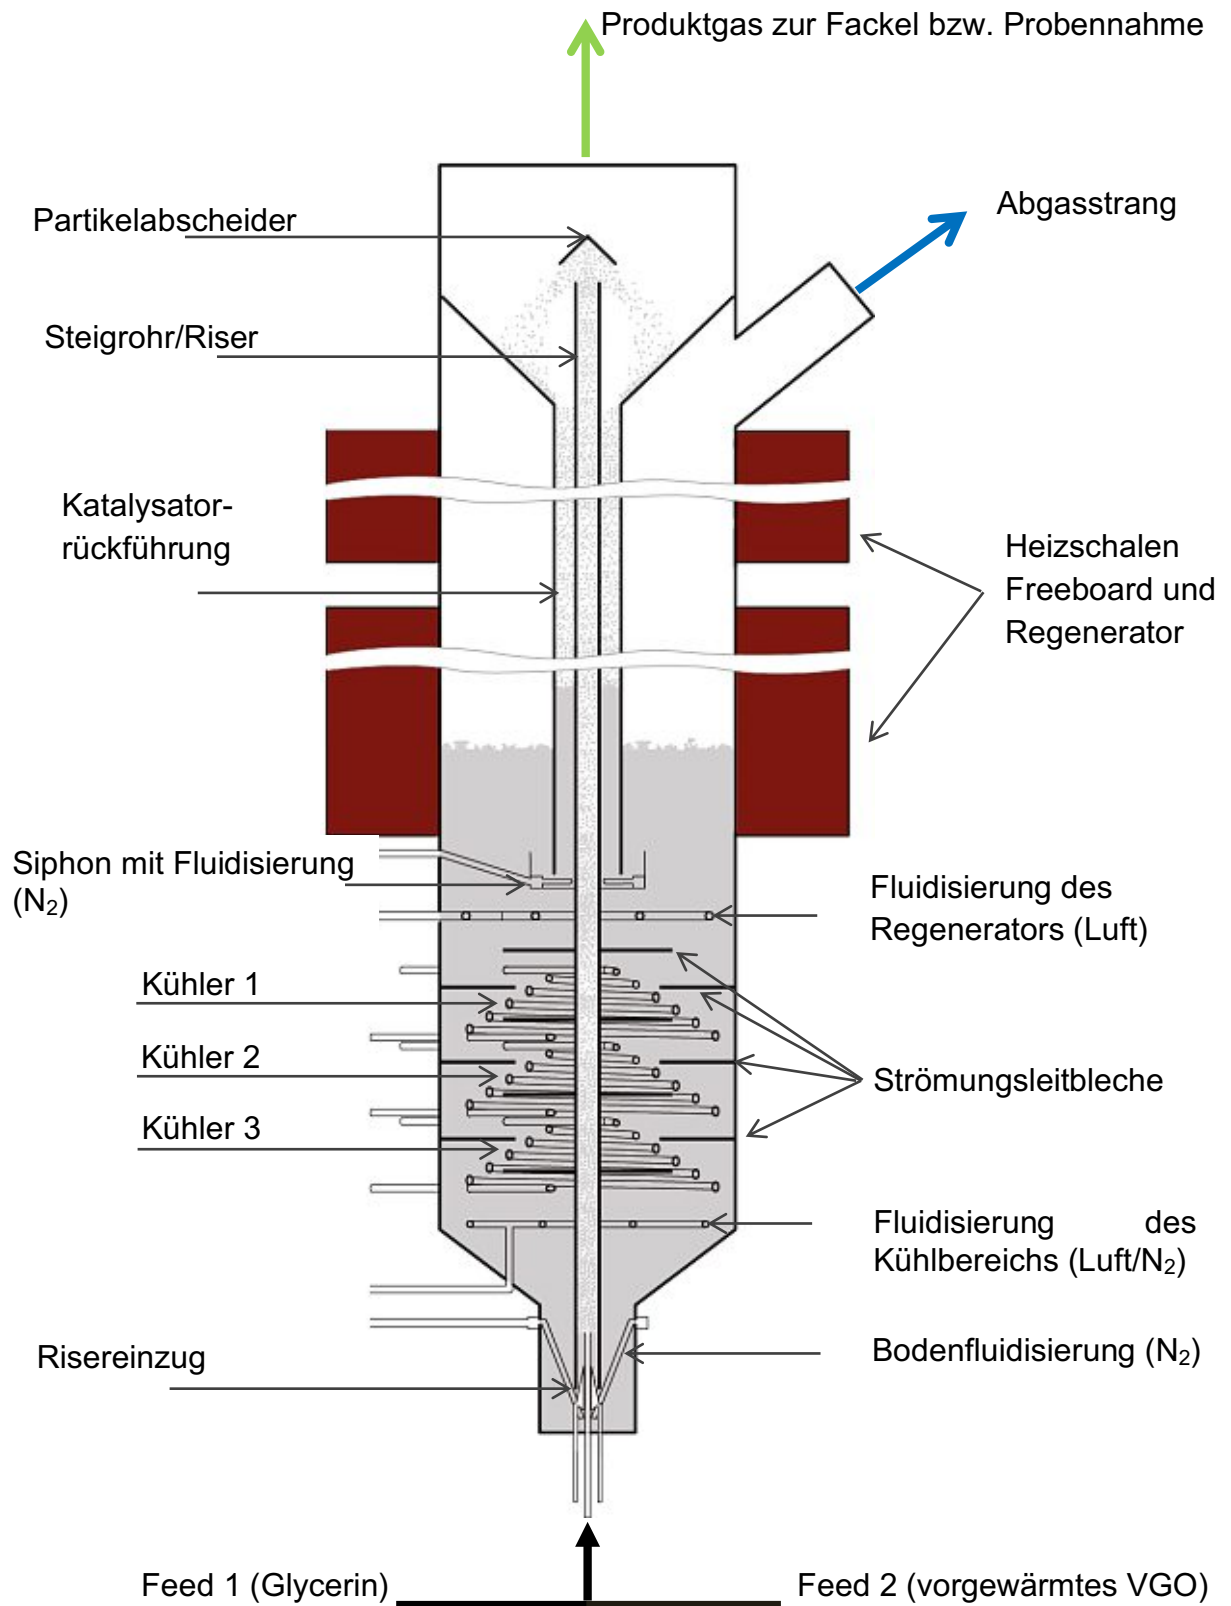 Produktgas zur Fackel bzw. Probennahme
Abgasstrang
Partikelabscheider
Steigrohr/Riser
Katalysator-
rückführung
Heizschalen
Freeboard und
Regenerator
Siphon mit Fluidisierung
(N₂)
Fluidisierung des
Regenerators (Luft)
Kühler 1
Kühler 2
Kühler 3
Strömungsleitbleche
Fluidisierung des
Kühlbereichs (Luft/N₂)
Risereinzug
Bodenfluidisierung (N₂)
Feed 1 (Glycerin)
Feed 2 (vorgewärmtes VGO)